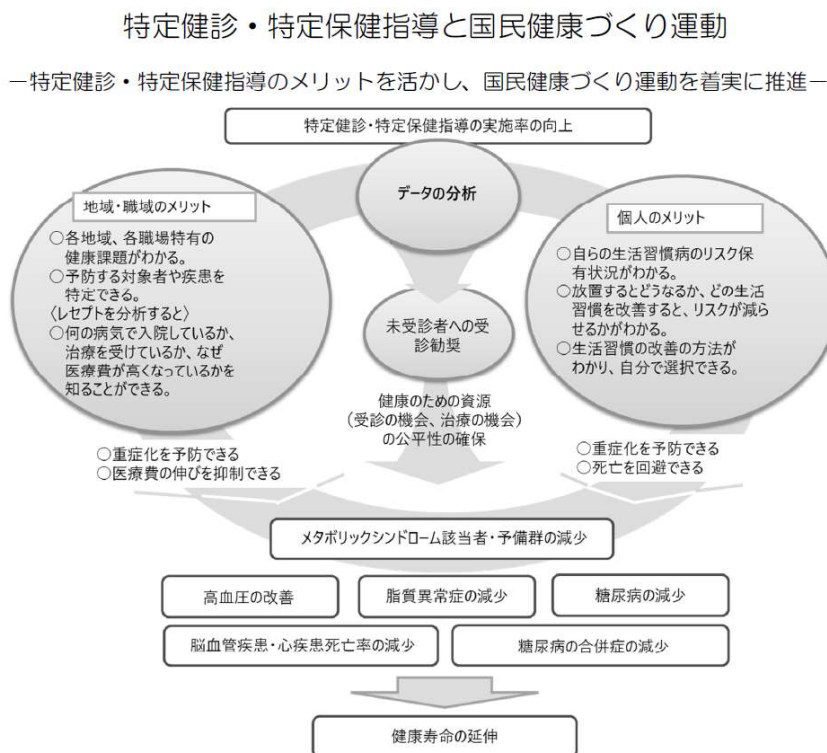 特定健診・特定保健指導と国民健康づくり運動
－特定健診・特定保健指導のメリットを活かし、国民健康づくり運動を着実に推進－
特定健診・特定保健指導の実施率の向上
データの分析
地域・職域のメリット
○各地域、各職場特有の
健康課題がわかる。
○予防する対象者や疾患を
特定できる。
〈レセプトを分析すると〉
○何の病気で入院しているか、
治療を受けているか、なぜ
医療費が高くなっているかを
知ることができる。
個人のメリット
○自らの生活習慣病のリスク保
有状況がわかる。
○放置するとどうなるか、どの生活
習慣を改善すると、リスクが減ら
せるかがわかる。
○生活習慣の改善の方法が
わかり、自分で選択できる。
未受診者への受
診勧奨
健康のための資源
(受診の機会、治療の機会)
の公平性の確保
○重症化を予防できる
○医療費の伸びを抑制できる
○重症化を予防できる
○死亡を回避できる
メタボリックシンドローム該当者・予備群の減少
高血圧の改善
脂質異常症の減少
糖尿病の減少
脳血管疾患・心疾患死亡率の減少
糖尿病の合併症の減少
健康寿命の延伸